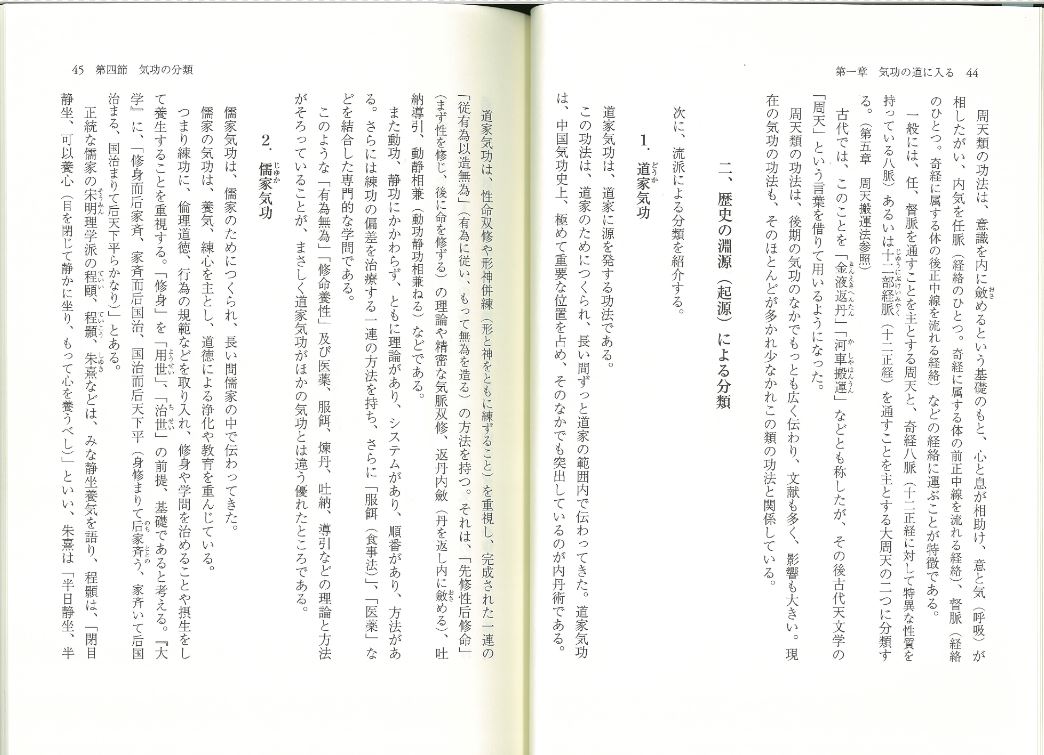 第一章　気功の道に入る　44
周天類の功法は、意識を内に斂めるという基礎のもと、心と息が相助け、意と気（呼吸）が
相したがい、内気を任脈（経絡のひとつ。奇経に属する体の前正中線を流れる経絡）、督脈（経絡
のひとつ。奇経に属する体の後正中線を流れる経絡）などの経絡に運ぶことが特徴である。
一般には、任、督脈を通すことを主とする周天と、奇経八脈（十二正経に対して特異な性質を
持っている八脈）あるいは十二部経脈（十二正経）を通すことを主とする大周天の二つに分類す
る。（第五章　周天搬運法参照）
古代では、このことを「金液返丹」「河車搬運」などとも称したが、その後古代天文学の
「周天」という言葉を借りて用いるようになった。
周天類の功法は、後期の気功のなかでもっとも広く伝わり、文献も多く、影響も大きい。現
在の気功の功法も、そのほとんどが多かれ少なかれこの類の功法と関係している。
二、歴史の淵源（起源）による分類
次に、流派による分類を紹介する。
1．道家気功
道家気功は、道家に源を発する功法である。
この功法は、道家のためにつくられ、長い間ずっと道家の範囲内で伝わってきた。道家気功
は、中国気功史上、極めて重要な位置を占め、そのなかでも突出しているのが内丹術である。
45　第四節　気功の分類
道家気功は、性命双修や形神併練（形と神をともに練ずること）を重視し、完成された一連の
「従有為以造無為」（有為に従い、もって無為を造る）の方法を持つ。それは、「先修性后修命」
（まず性を修し、後に命を修ずる）の理論や精密な気脈双修、返丹内斂（丹を返し内に斂める）、吐
納導引、動静相兼（動功静功相兼ねる）などである。
また動功、静功にかかわらず、ともに理論があり、システムがあり、順番があり、方法があ
る。さらには練功の偏差を治療する一連の方法を持ち、さらに「服餌（食事法）」、「医薬」な
どを結合した専門的な学問である。
このような「有為無為」「修命養性」及び医薬、服餌、煉丹、吐納、導引などの理論と方法
がそろっていることが、まさしく道家気功がほかの気功とは違う優れたところである。
2．儒家気功
儒家気功は、儒家のためにつくられ、長い間儒家の中で伝わってきた。
儒家の気功は、養気、練心を主とし、道徳による浄化や教育を重んじている。
つまり練功に、倫理道徳、行為の規範などを取り入れ、修身や学問を治めることや摂生をし
て養生することを重視する。「修身」を「用世」、「治世」の前提、基礎であると考える。『大
学』に、「修身而后家斉、家斉而后国治、国治而后天下平（身修まりて后家斉う、家斉いて后国
治まる、国治まりて后天下平らかなり）」とある。
正統な儒家の宋明理学派の程頤、程顥、朱熹などは、みな静坐養気を語り、程顥は、「閉目
静坐、可以養心（目を閉じて静かに坐り、もって心を養うべし）」といい、朱熹は「半日静坐、半